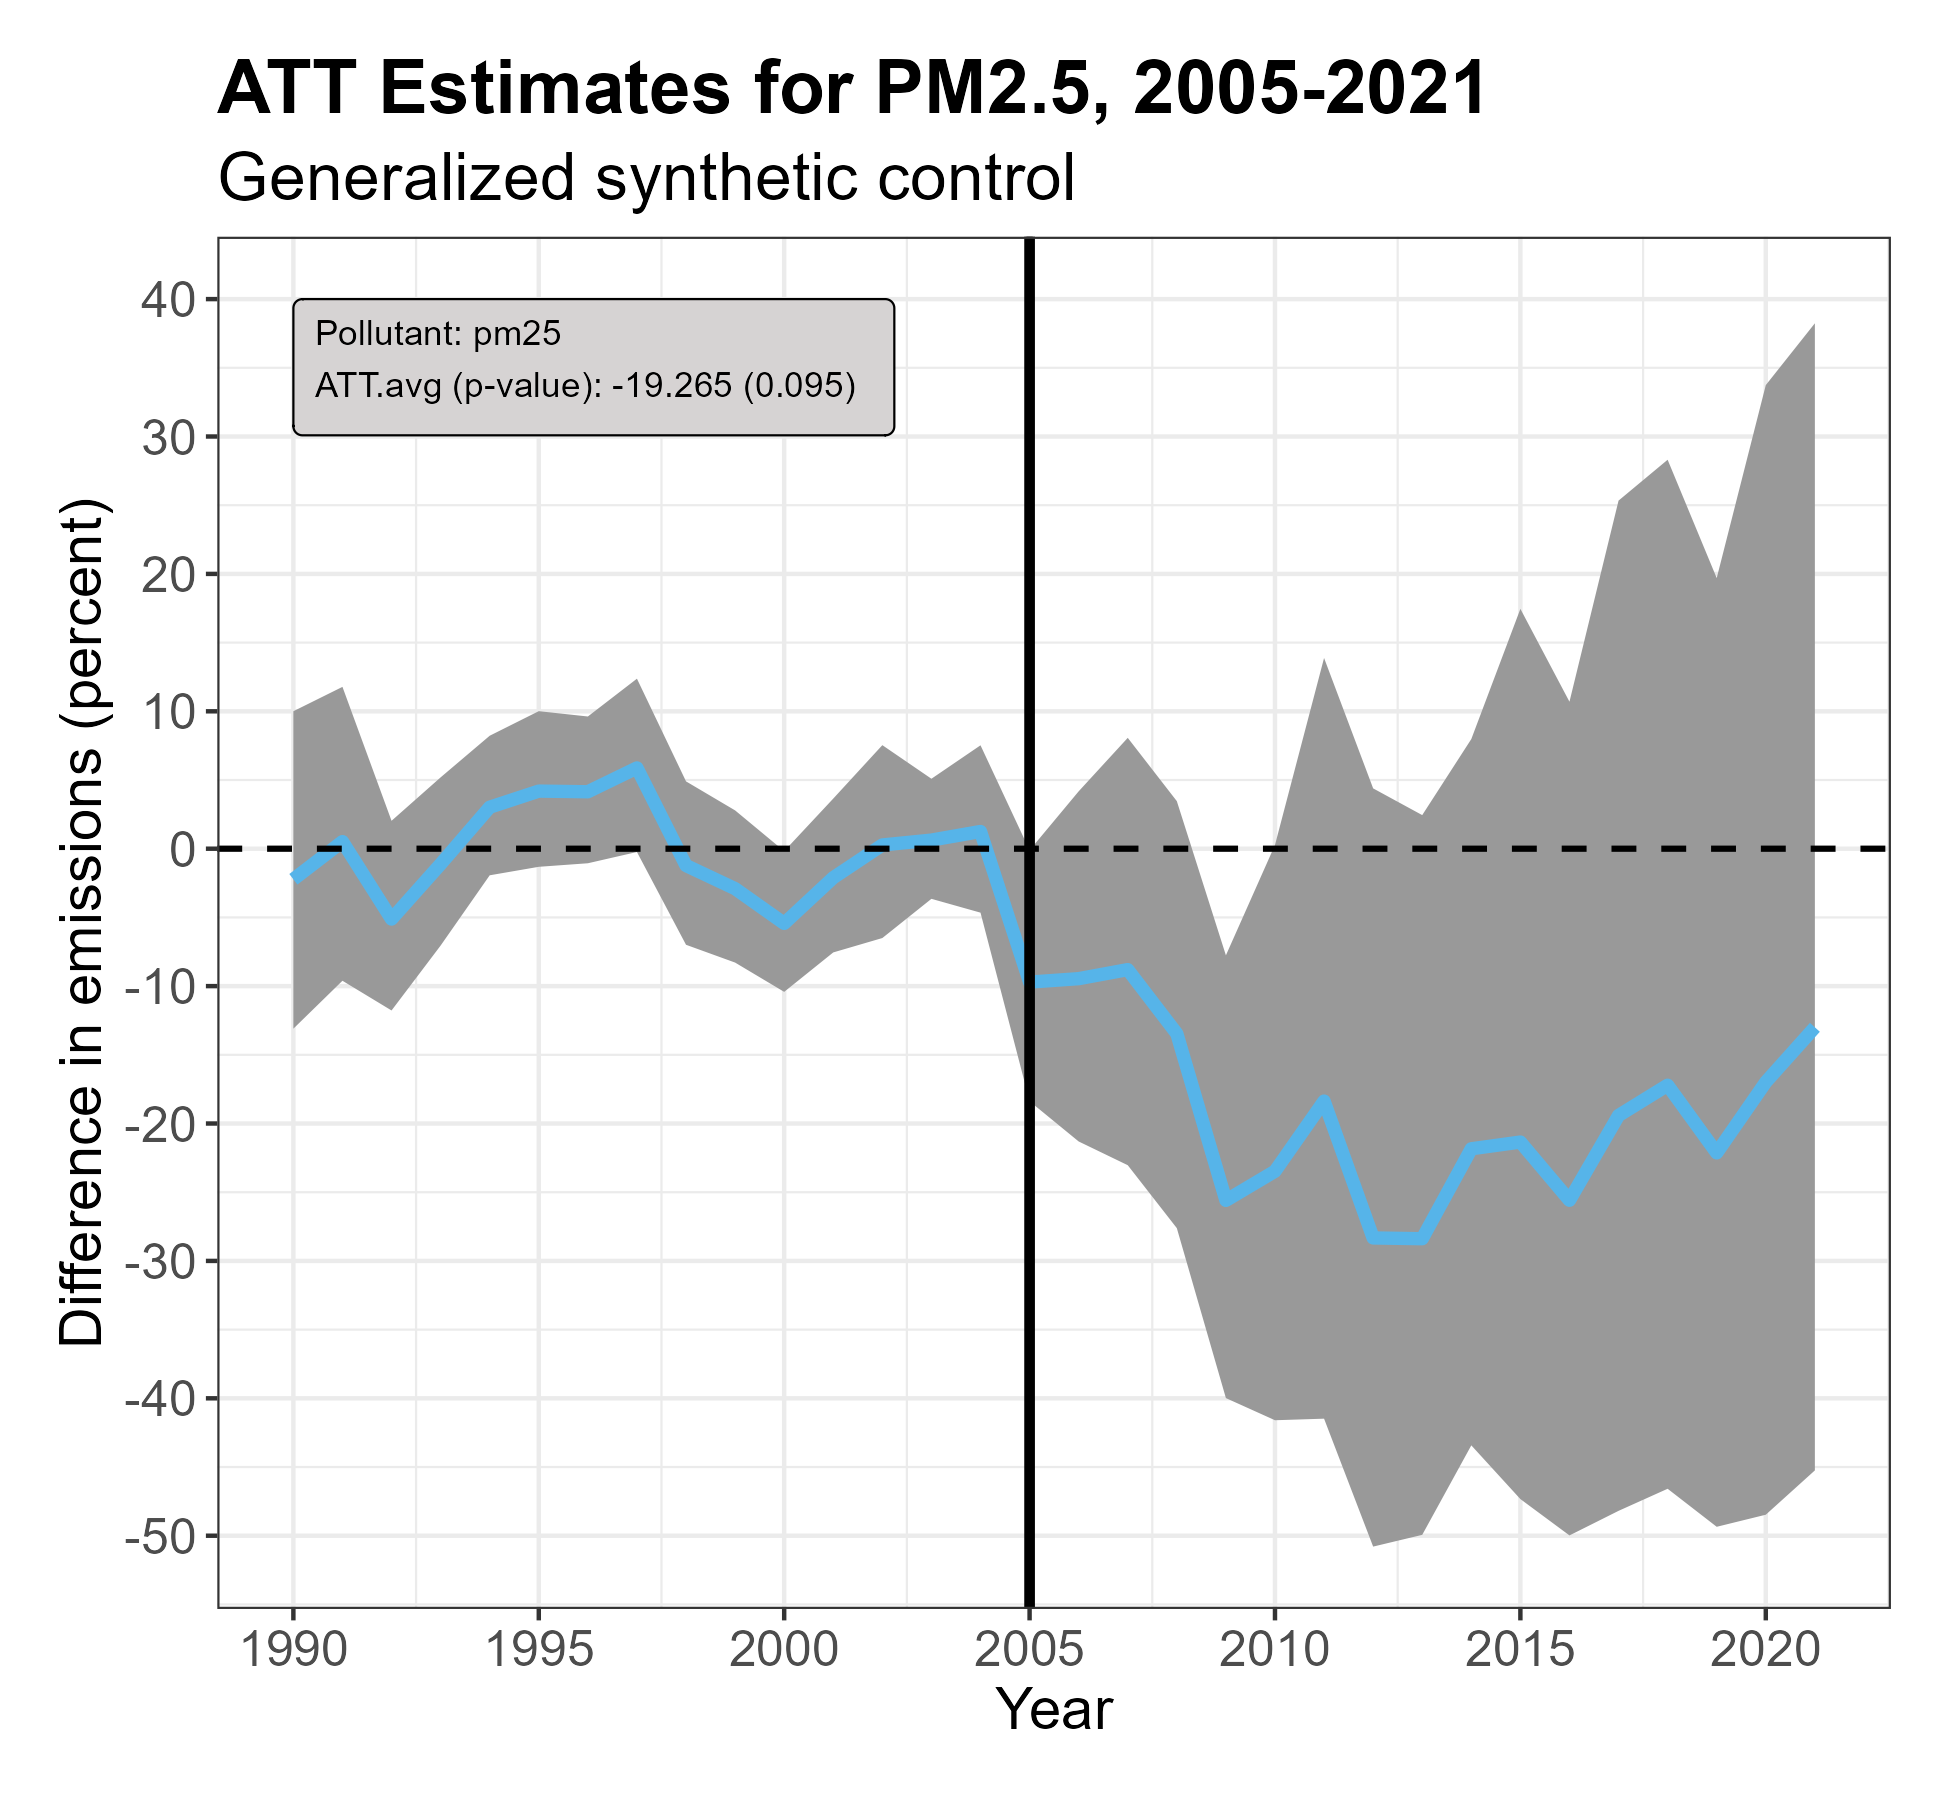 ATT Estimates for PM2.5, 2005-2021
Generalized synthetic control
Pollutant: pm25
ATT.avg (p-value): -19.265 (0.095)
Difference in emissions (percent)
40
30
20
10
0
-10
-20
-30
-40
-50
1990 1995 2000 2005 2010 2015 2020
Year